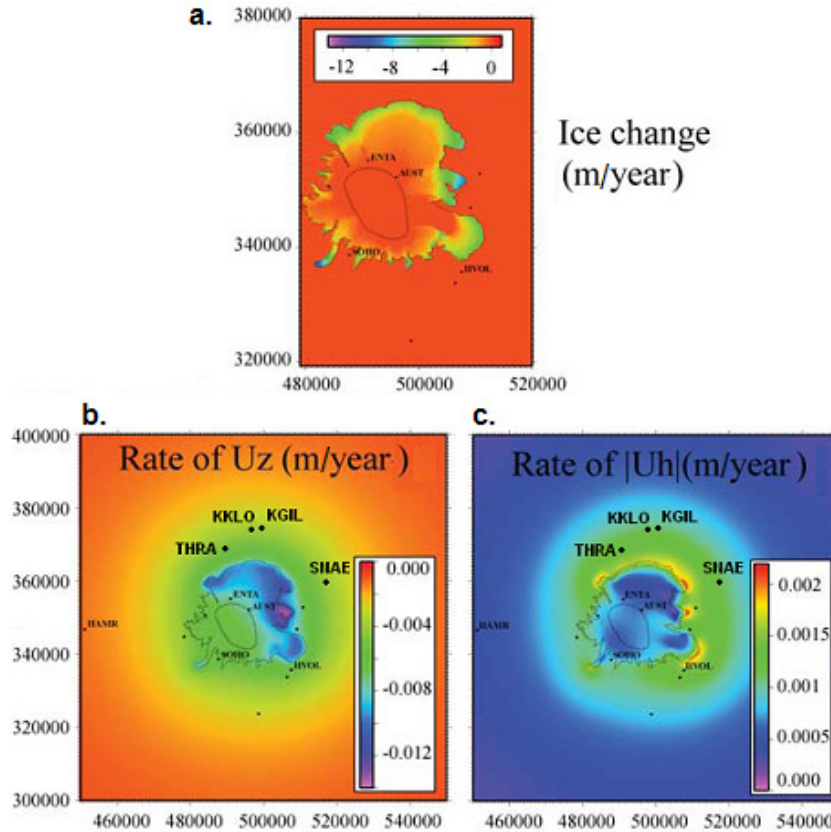 a.
380000
360000
340000
320000
480000 500000 520000
-12 -8 -4 0
ENTA
AUST
SOHO
HVOL
Ice change
(m/year)
b.
400000
380000
360000
340000
320000
300000
460000 480000 500000 520000 540000
Rate of Uz (m/year)
KKLO KGIL
THRA
SNAE
HAMR
ENTA
AUST
SOHO
HVOL
0.000
-0.004
-0.008
-0.012
c.
460000 480000 500000 520000 540000
Rate of |Uh|(m/year)
KKLO KGIL
THRA
SNAE
HAMR
ENTA
AUST
SOHO
HVOL
0.002
0.0015
0.001
0.0005
0.000